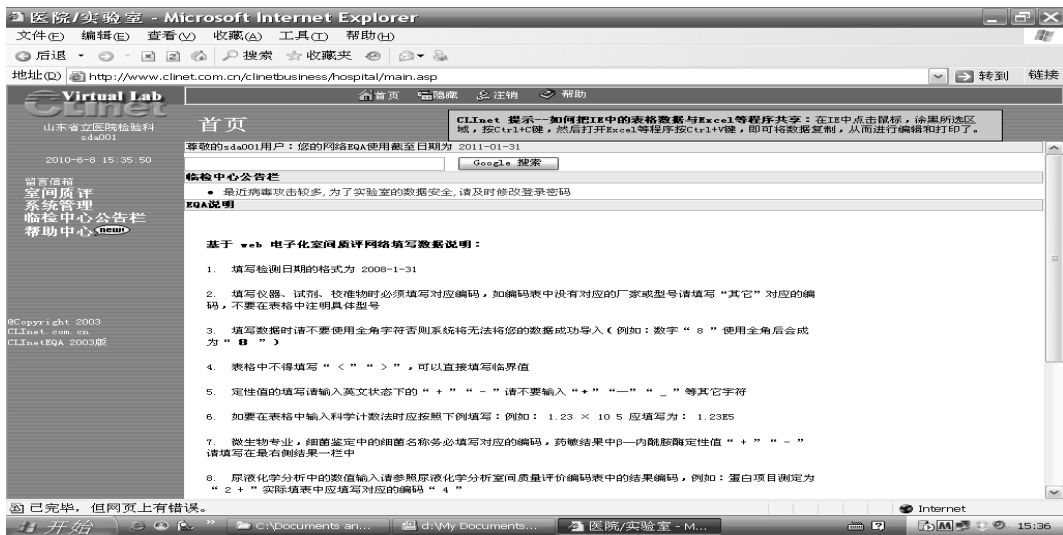 医院/实验室 - Microsoft Internet Explorer
文件(F) 编辑(E) 查看(V) 收藏(A) 工具(T) 帮助(H)
后退 搜索 收藏夹
地址(D) http://www.clinet.com.cn/clinetbusiness/hospital/main.asp 转到 链接
Virtual Lab
CLInet
首页 隐藏 注销 帮助
山东省立医院检验科
sda001
首页
CLInet 提示--如何把IE中的表格数据与Excel等程序共享:在IE中点击鼠标,涂黑所选区
域,按Ctrl+C键,然后打开Excel等程序按Ctrl+V键,即可将数据复制,从而进行编辑和打印了。
尊敬的sda001用户:您的网络EQA使用截至日期为 2011-01-31
2010-6-8 15:35:50
Google 搜索
留言信箱
室间质评
系统管理
临检中心公告栏
帮助中心 new
临检中心公告栏
• 最近病毒攻击较多,为了实验室的数据安全,请及时修改登录密码
EQA说明
基于 web 电子化室间质评网络填写数据说明:
1. 填写检测日期的格式为 2008-1-31
2. 填写仪器、试剂、校准物时必须填写对应编码,如编码表中没有对应的厂家或型号请填写“其它”对应的编
码,不要在表格中注明具体型号
3. 填写数据时请不要使用全角字符否则系统将无法将您的数据成功导入(例如:数字“ 8 ”使用全角后会成
为“ 8 ”)
4. 表格中不得填写“ < ” “ > ”,可以直接填写临界值
5. 定性值的填写请输入英文状态下的“ + ” “ - ” 请不要输入“+” “—” “ _ ”等其它字符
6. 如要在表格中输入科学计数法时应按照下例填写:例如: 1.23 × 10 5 应填写为: 1.23E5
7. 微生物专业,细菌鉴定中的细菌名称务必填写对应的编码,药敏结果中β—内酰胺酶定性值“ + ” “ - ”
请填写在最右侧结果一栏中
8. 尿液化学分析中的数值输入请参照尿液化学分析室间质量评价编码表中的结果编码,例如:蛋白项目测定为
“ 2 + ”实际填表中应填写对应的编码“ 4 ”
@Copyright 2003
CLInet.com.cn
CLInetEQA 2003版
已完毕,但网页上有错误。 Internet
开始 C:\Documents an... d:\My Documents... 医院/实验室 - M... 15:36